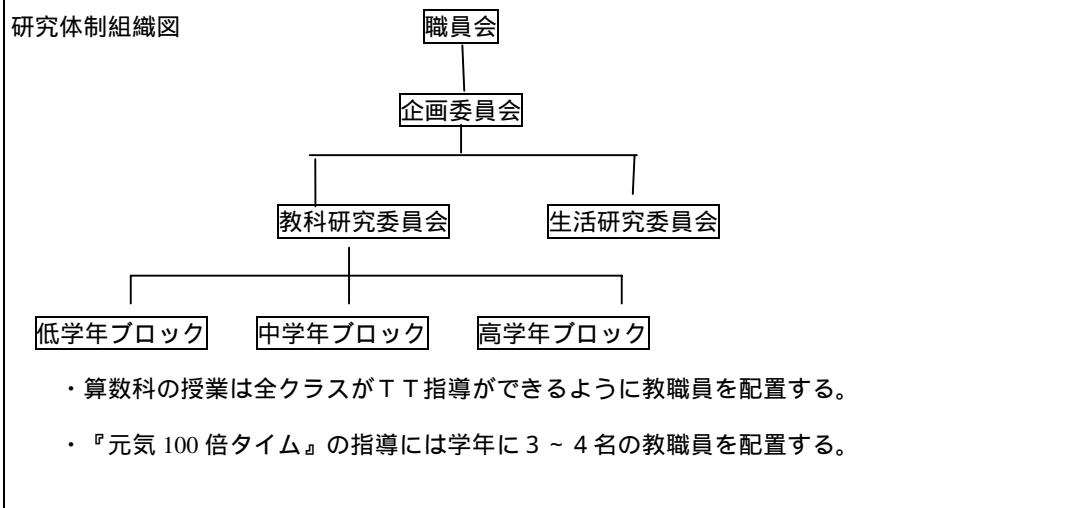 研究体制組織図 職員会
企画委員会
教科研究委員会 生活研究委員会
低学年ブロック 中学年ブロック 高学年ブロック
・算数科の授業は全クラスがＴＴ指導ができるように教職員を配置する。
・『元気 100 倍タイム』の指導には学年に３～４名の教職員を配置する。